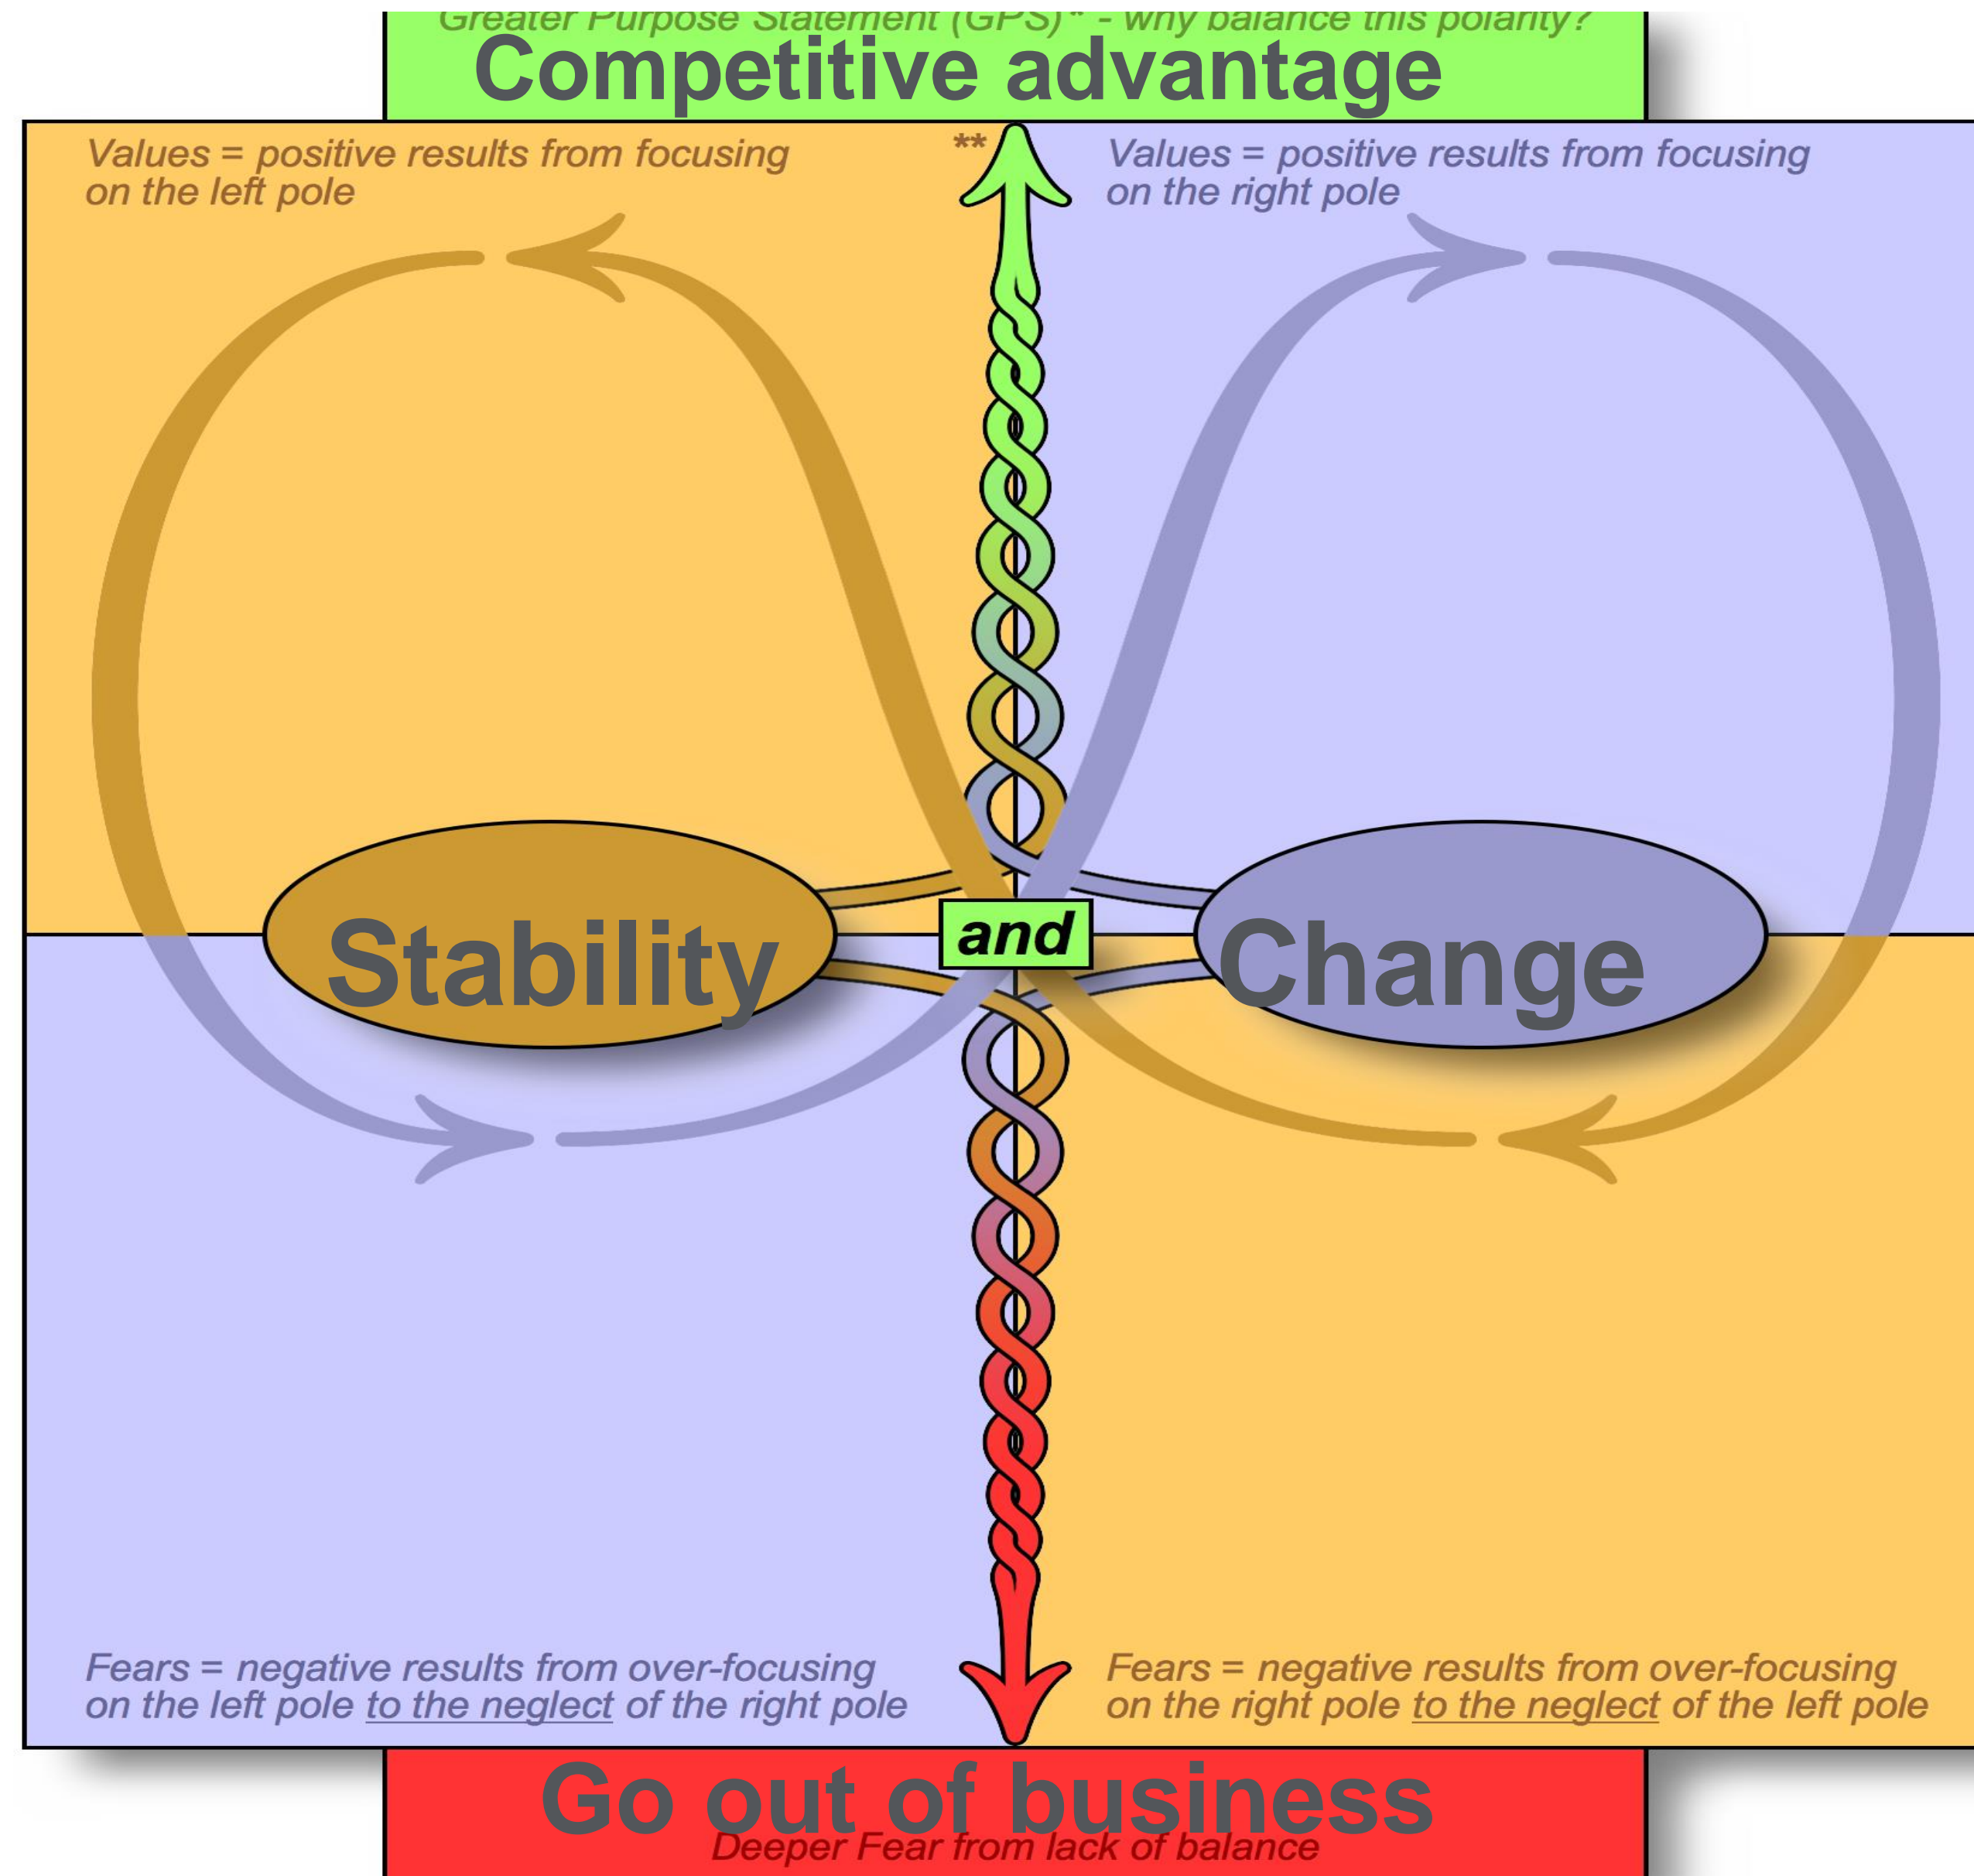 Greater Purpose Statement (GPS)* - why balance this polarity?
Competitive advantage
Values = positive results from focusing
on the left pole
**
Values = positive results from focusing
on the right pole
Stability
and
Change
Fears = negative results from over-focusing
on the left pole to the neglect of the right pole
Fears = negative results from over-focusing
on the right pole to the neglect of the left pole
Go out of business
Deeper Fear from lack of balance